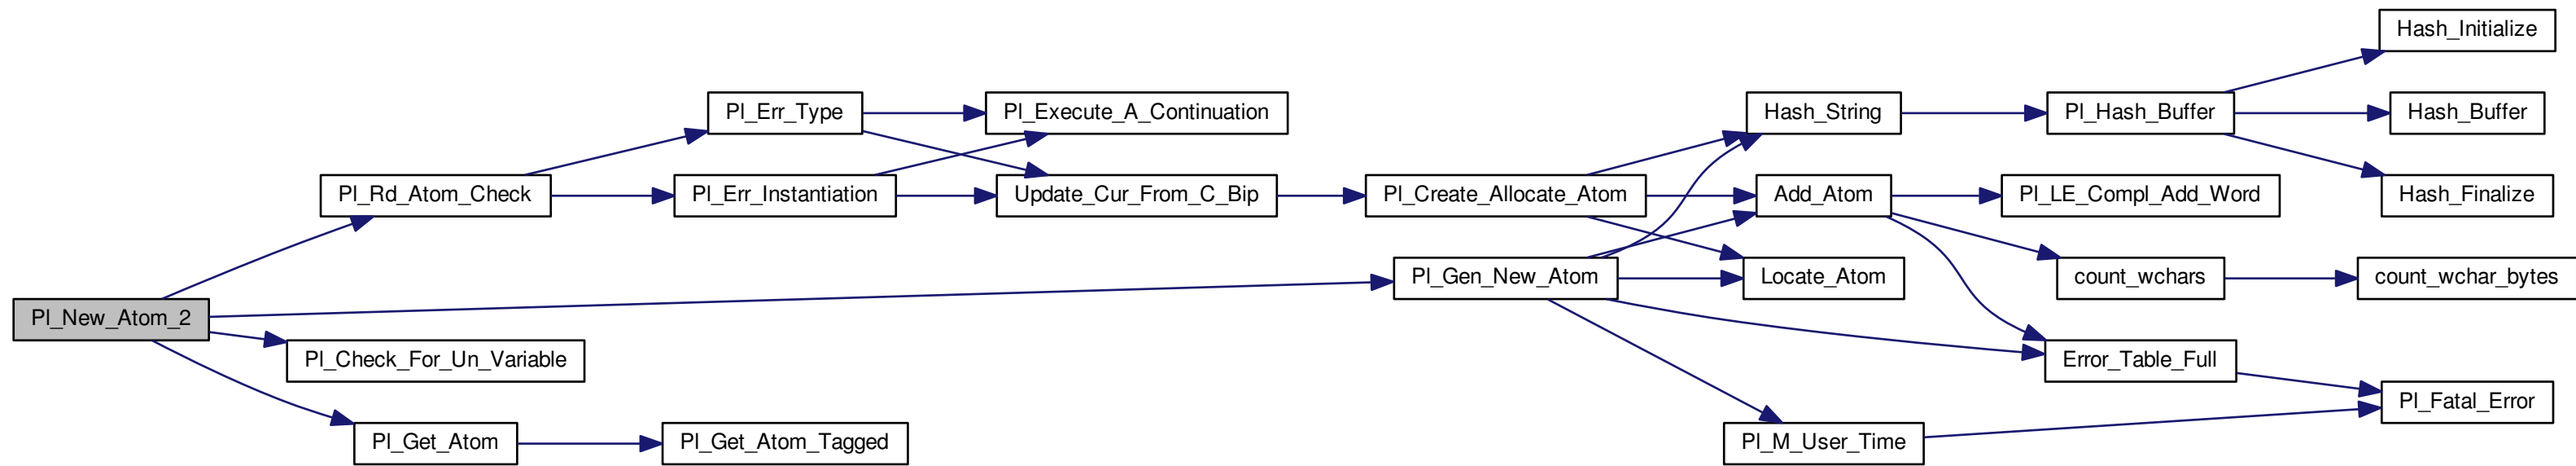 Hash_Initialize
Pl_Err_Type
Pl_Execute_A_Continuation
Hash_String
Pl_Hash_Buffer
Hash_Buffer
Pl_Rd_Atom_Check
Pl_Err_Instantiation
Update_Cur_From_C_Bip
Pl_Create_Allocate_Atom
Add_Atom
Pl_LE_Compl_Add_Word
Hash_Finalize
Pl_Gen_New_Atom
Locate_Atom
count_wchars
count_wchar_bytes
Pl_New_Atom_2
Pl_Check_For_Un_Variable
Error_Table_Full
Pl_Fatal_Error
Pl_Get_Atom
Pl_Get_Atom_Tagged
Pl_M_User_Time